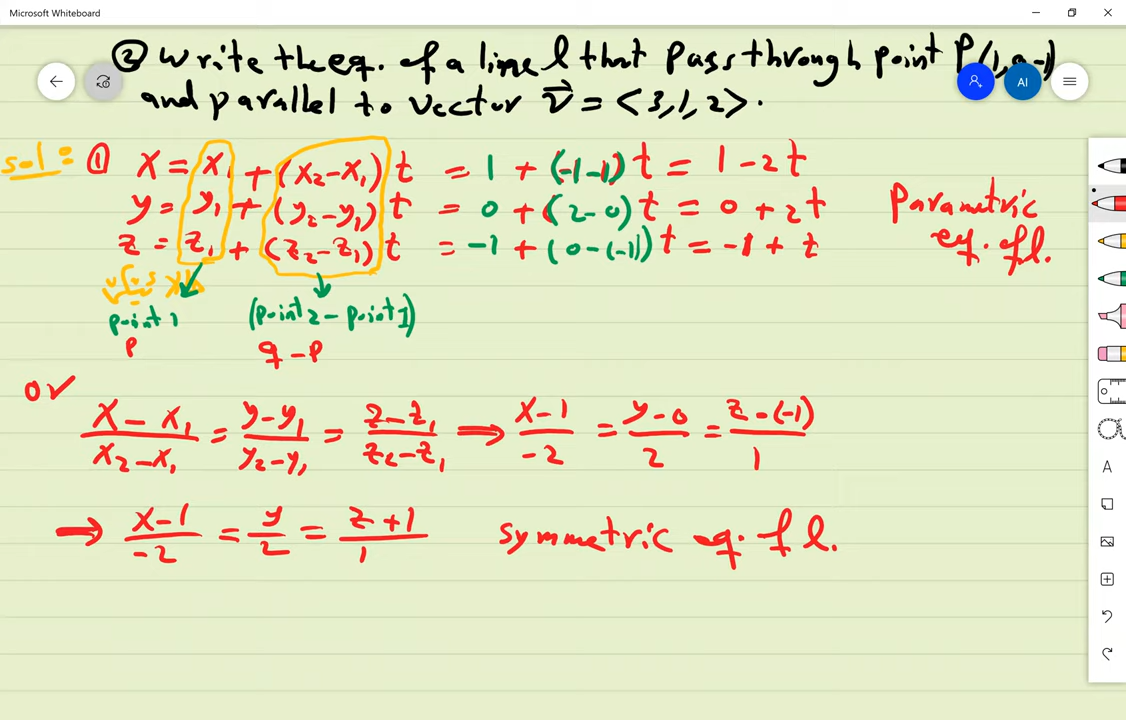 Microsoft Whiteboard
② Write the eq. of a line l that pass through point P(1,0,-1)
and parallel to vector v⃗ = <3,1,2>.
AI
sol: ① x = x₁ + (x₂-x₁)t = 1 + (-1-1)t = 1-2t
y = y₁ + (y₂-y₁)t = 0 + (2-0)t = 0+2t
z = z₁ + (z₂-z₁)t = -1 + (0-(-1))t = -1+t
Parametric
eq. of l.
point 1
P
(point 2 - point 1)
q - P
or
(x-x₁)/(x₂-x₁) = (y-y₁)/(y₂-y₁) = (z-z₁)/(z₂-z₁) ⟹ (x-1)/-2 = (y-0)/2 = (z-(-1))/1
⟹ (x-1)/-2 = y/2 = (z+1)/1 symmetric eq. of l.
A